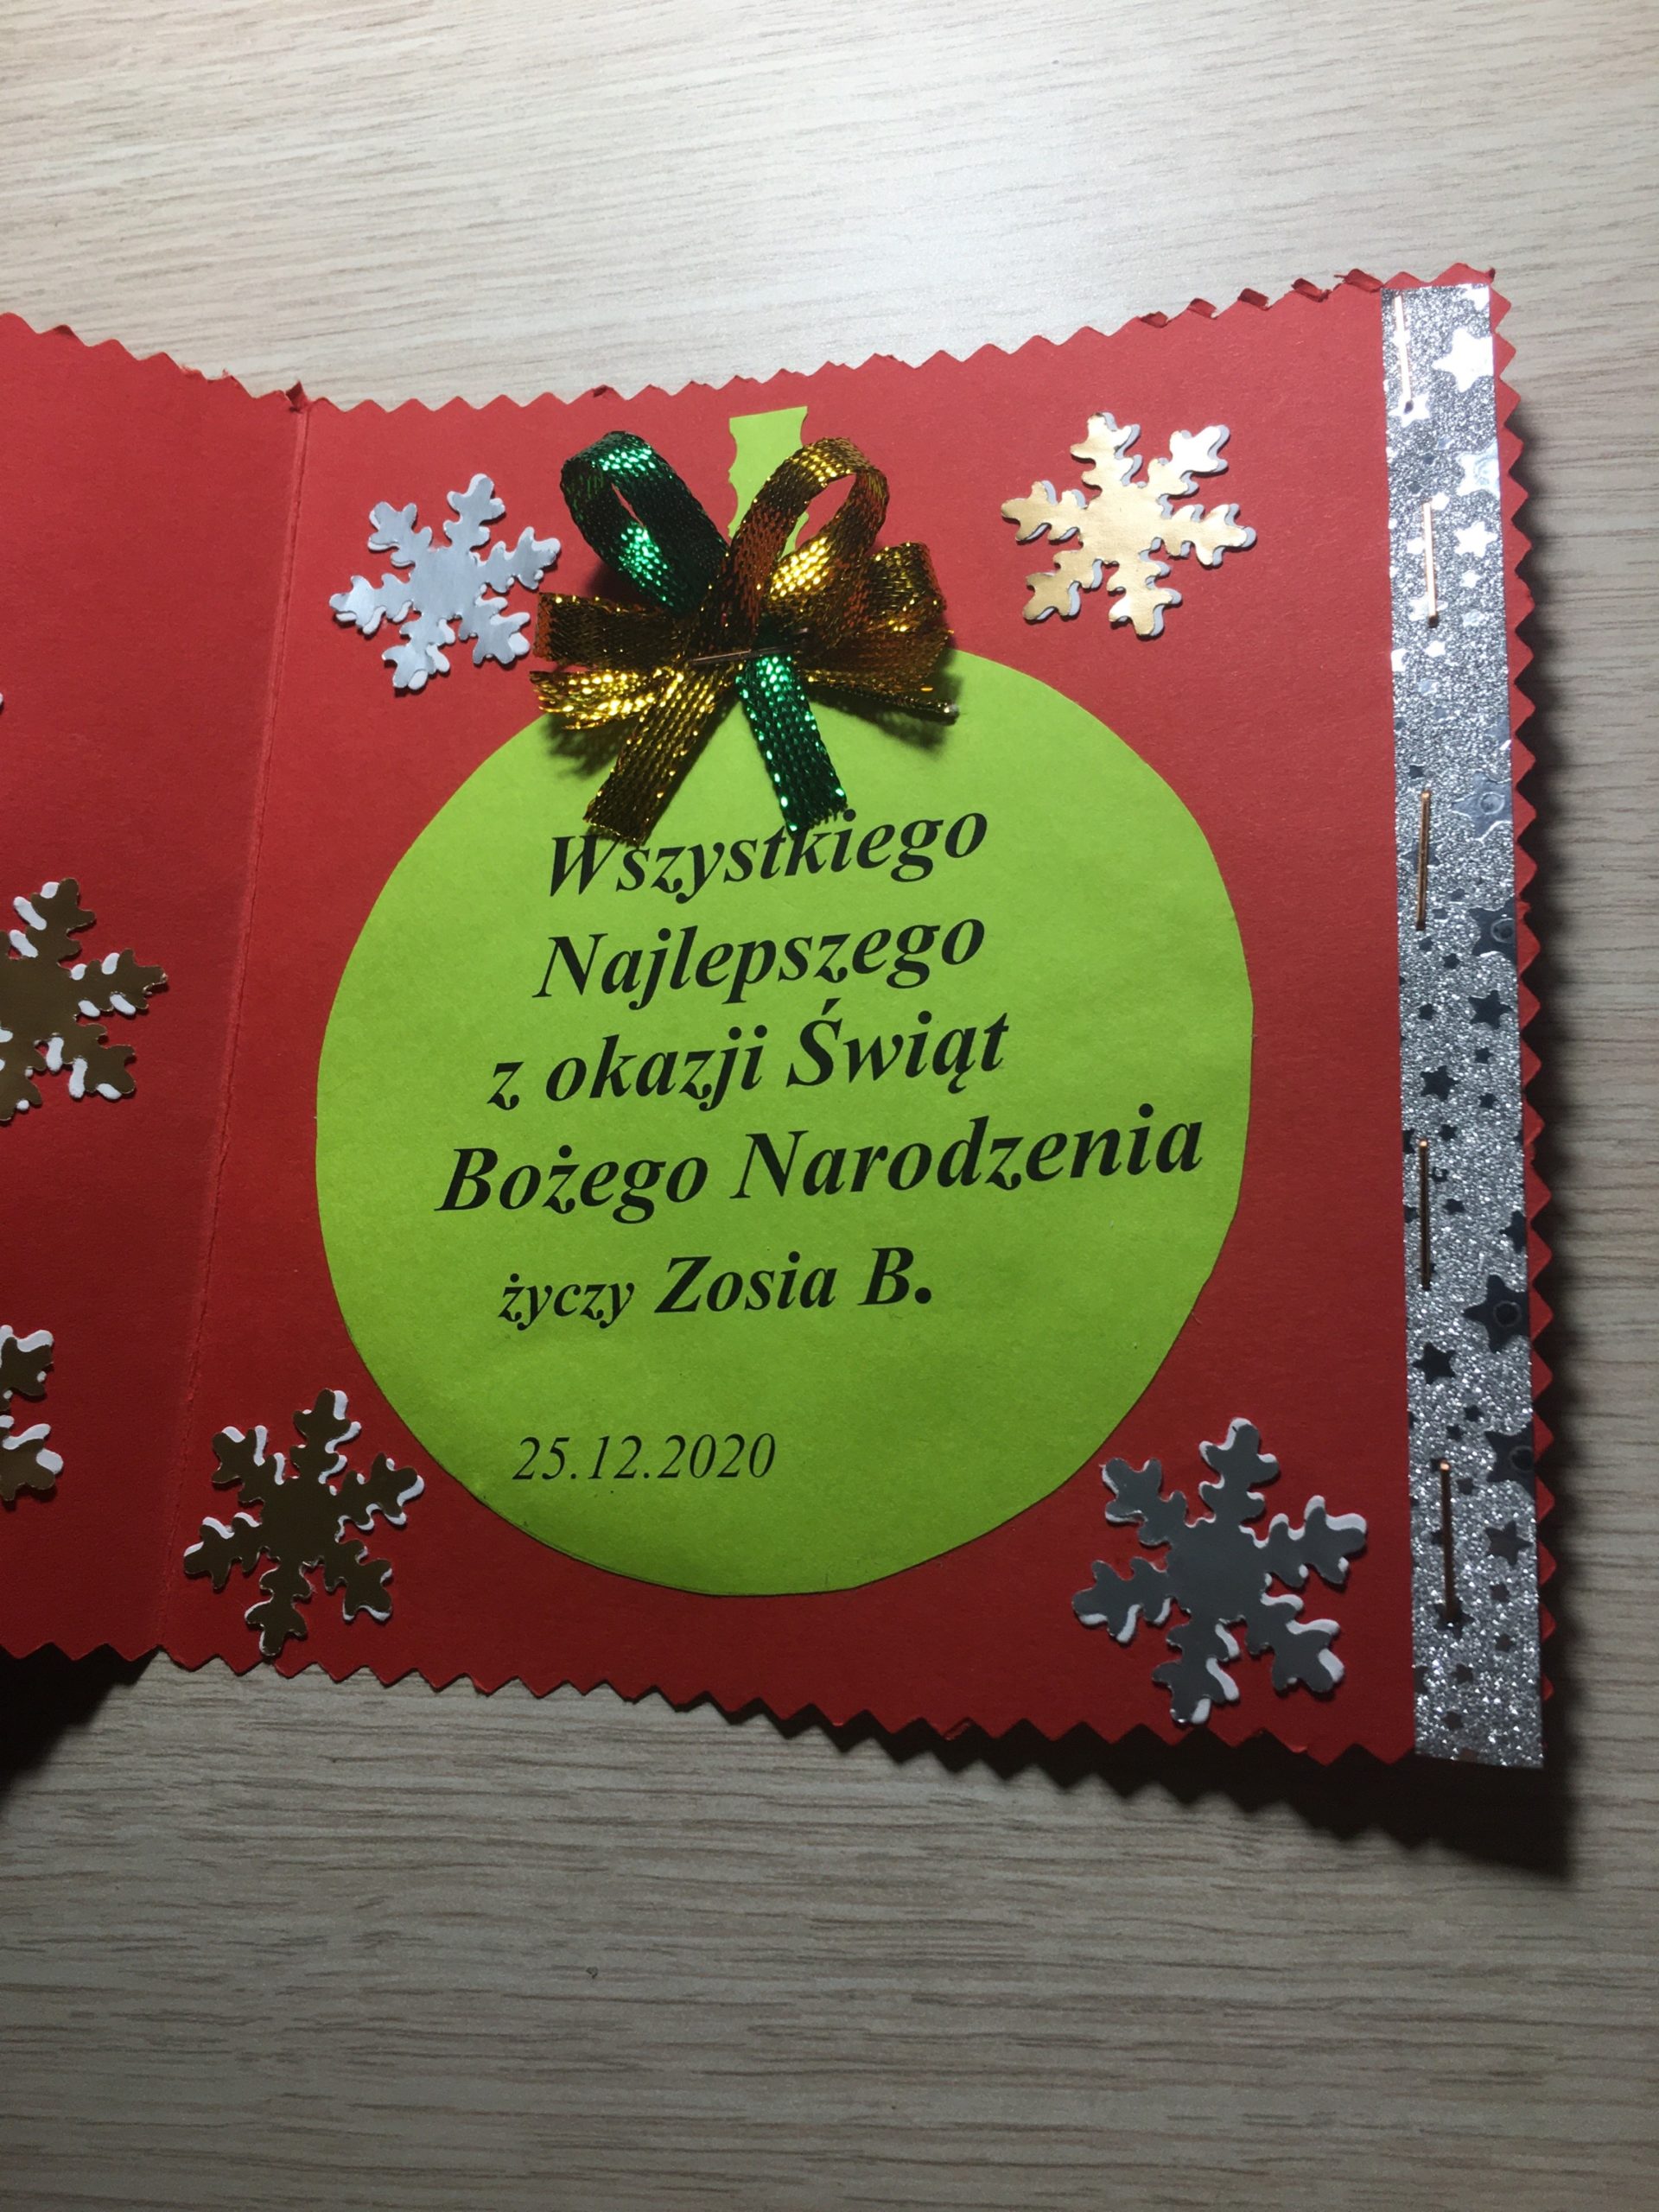 Wszystkiego
Najlepszego
z okazji Świąt
Bożego Narodzenia
życzy Zosia B.
25.12.2020